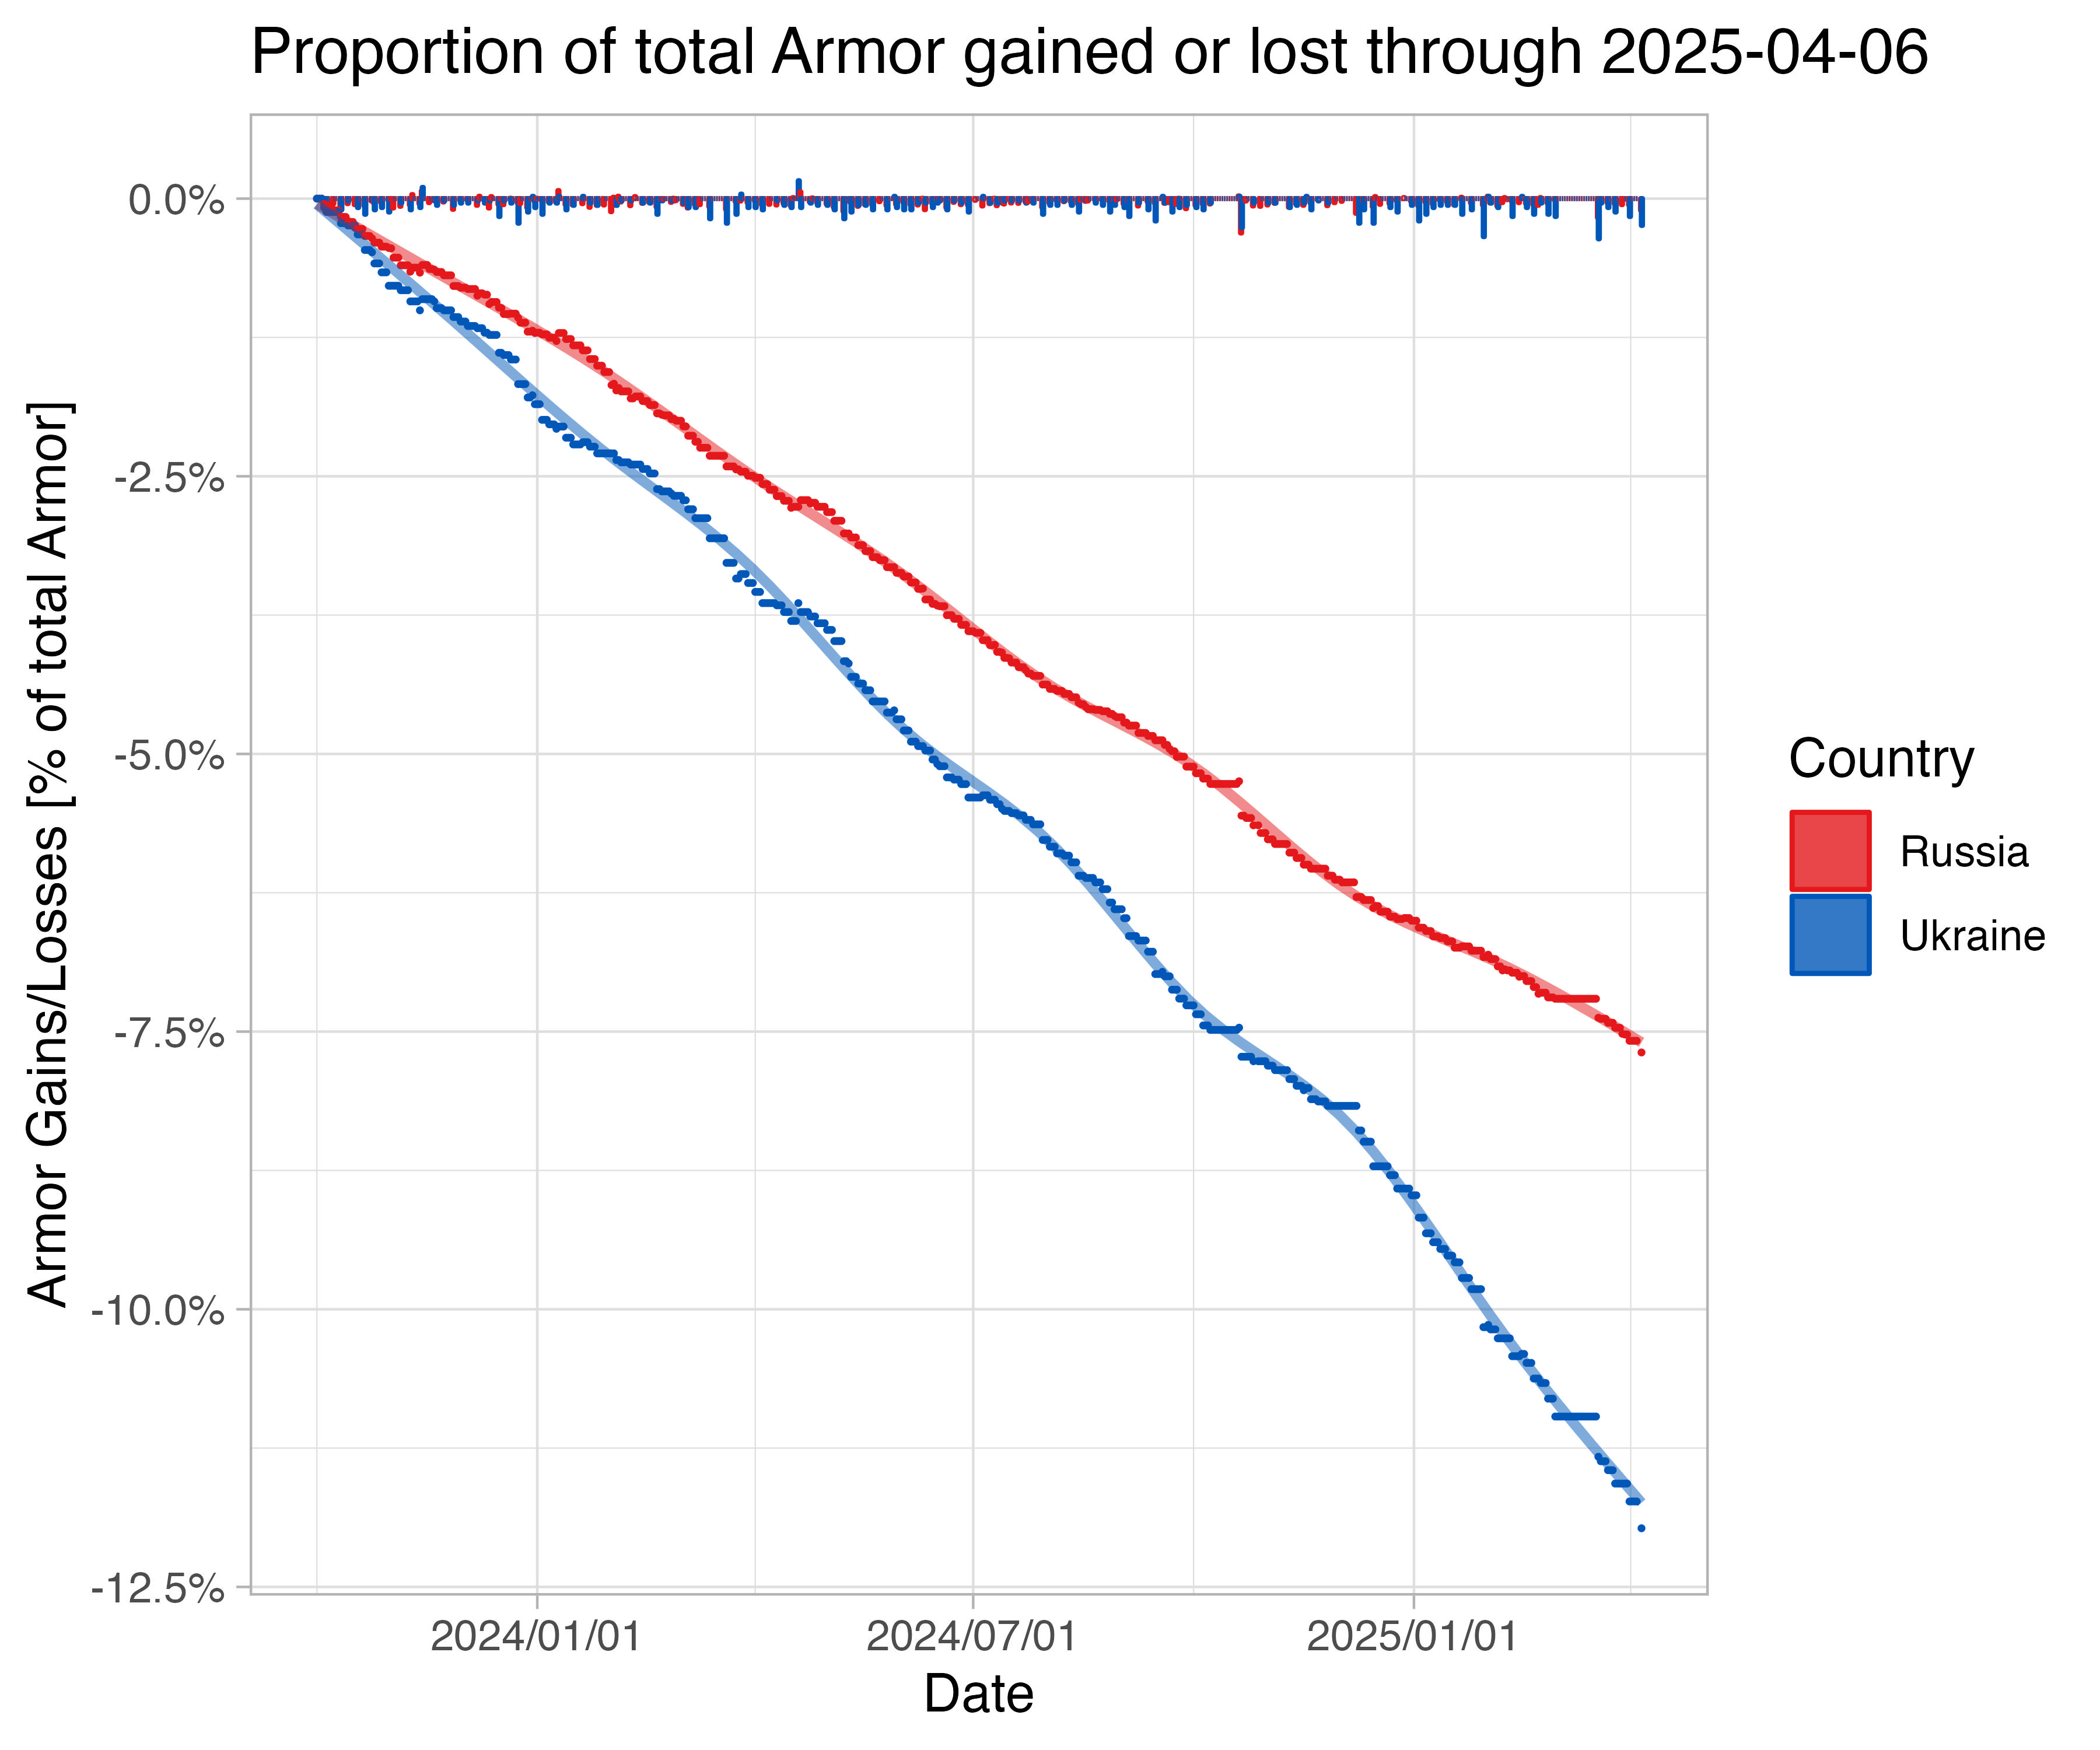 Proportion of total Armor gained or lost through 2025-04-06
Armor Gains/Losses [% of total Armor]
0.0%
-2.5%
-5.0%
-7.5%
-10.0%
-12.5%
2024/01/01
2024/07/01
2025/01/01
Date
Country
Russia
Ukraine